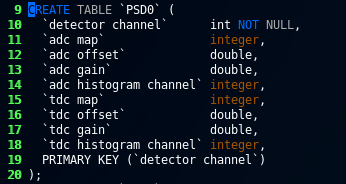 9 CREATE TABLE `PSD0` (
10 `detector channel` int NOT NULL,
11 `adc map` integer,
12 `adc offset` double,
13 `adc gain` double,
14 `adc histogram channel` integer,
15 `tdc map` integer,
16 `tdc offset` double,
17 `tdc gain` double,
18 `tdc histogram channel` integer,
19 PRIMARY KEY (`detector channel`)
20 );